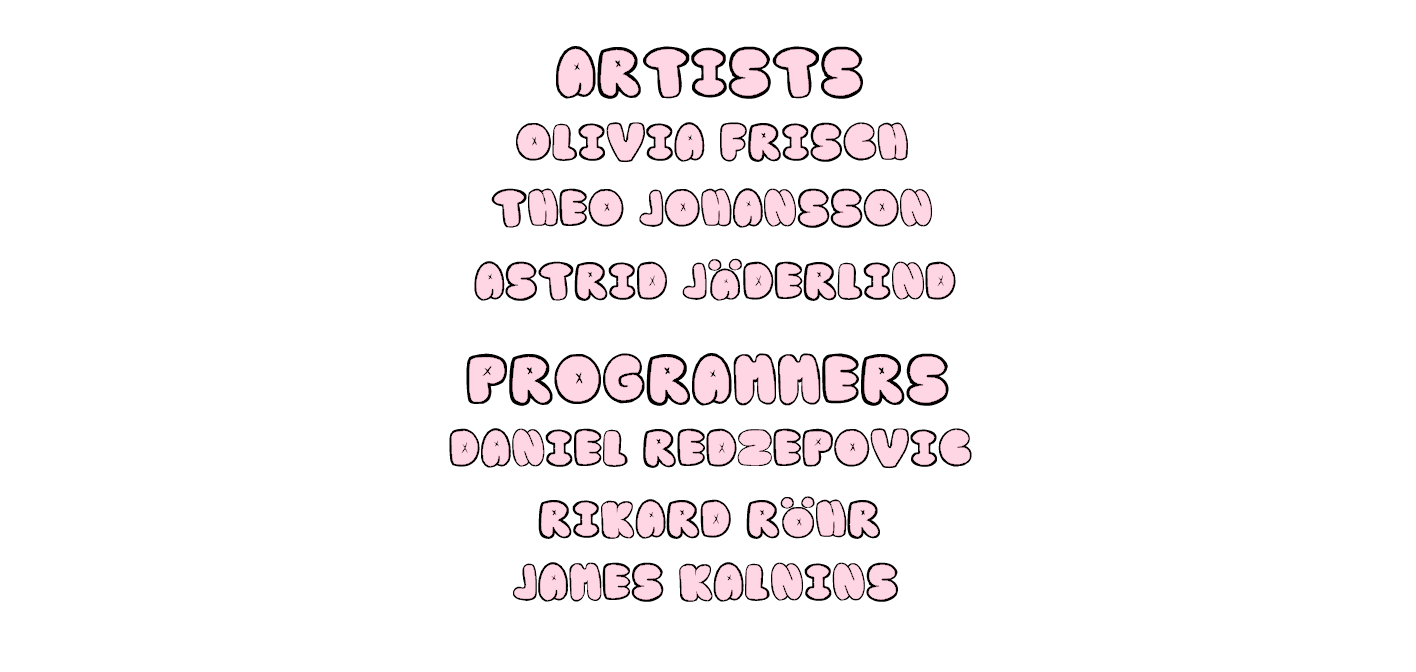 ARTISTS
OLIVIA FRISCH
THEO JOHANSSON
ASTRID JÄDERLIND
PROGRAMMERS
DANIEL REDZEPOVIC
RIKARD RÖHR
JAMES KALNINS